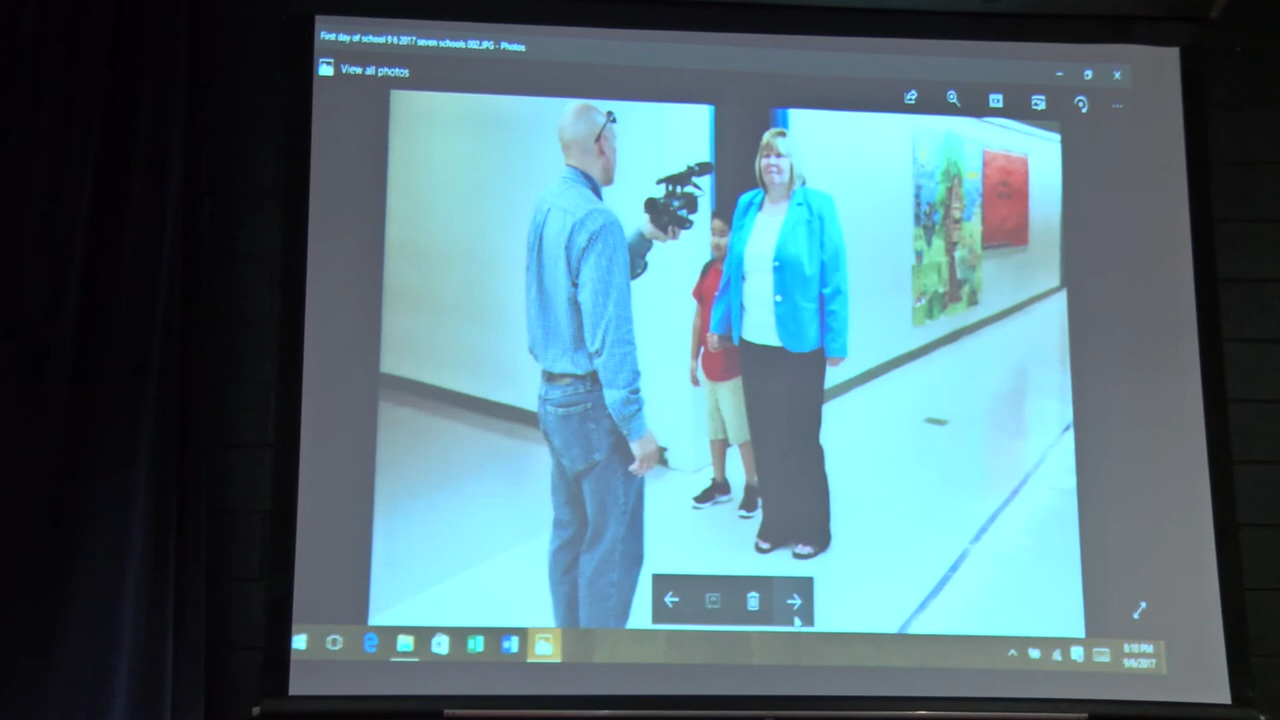 First day of school 9 6 2017 seven schools 002.JPG - Photos
View all photos
8:10 PM
9/6/2017